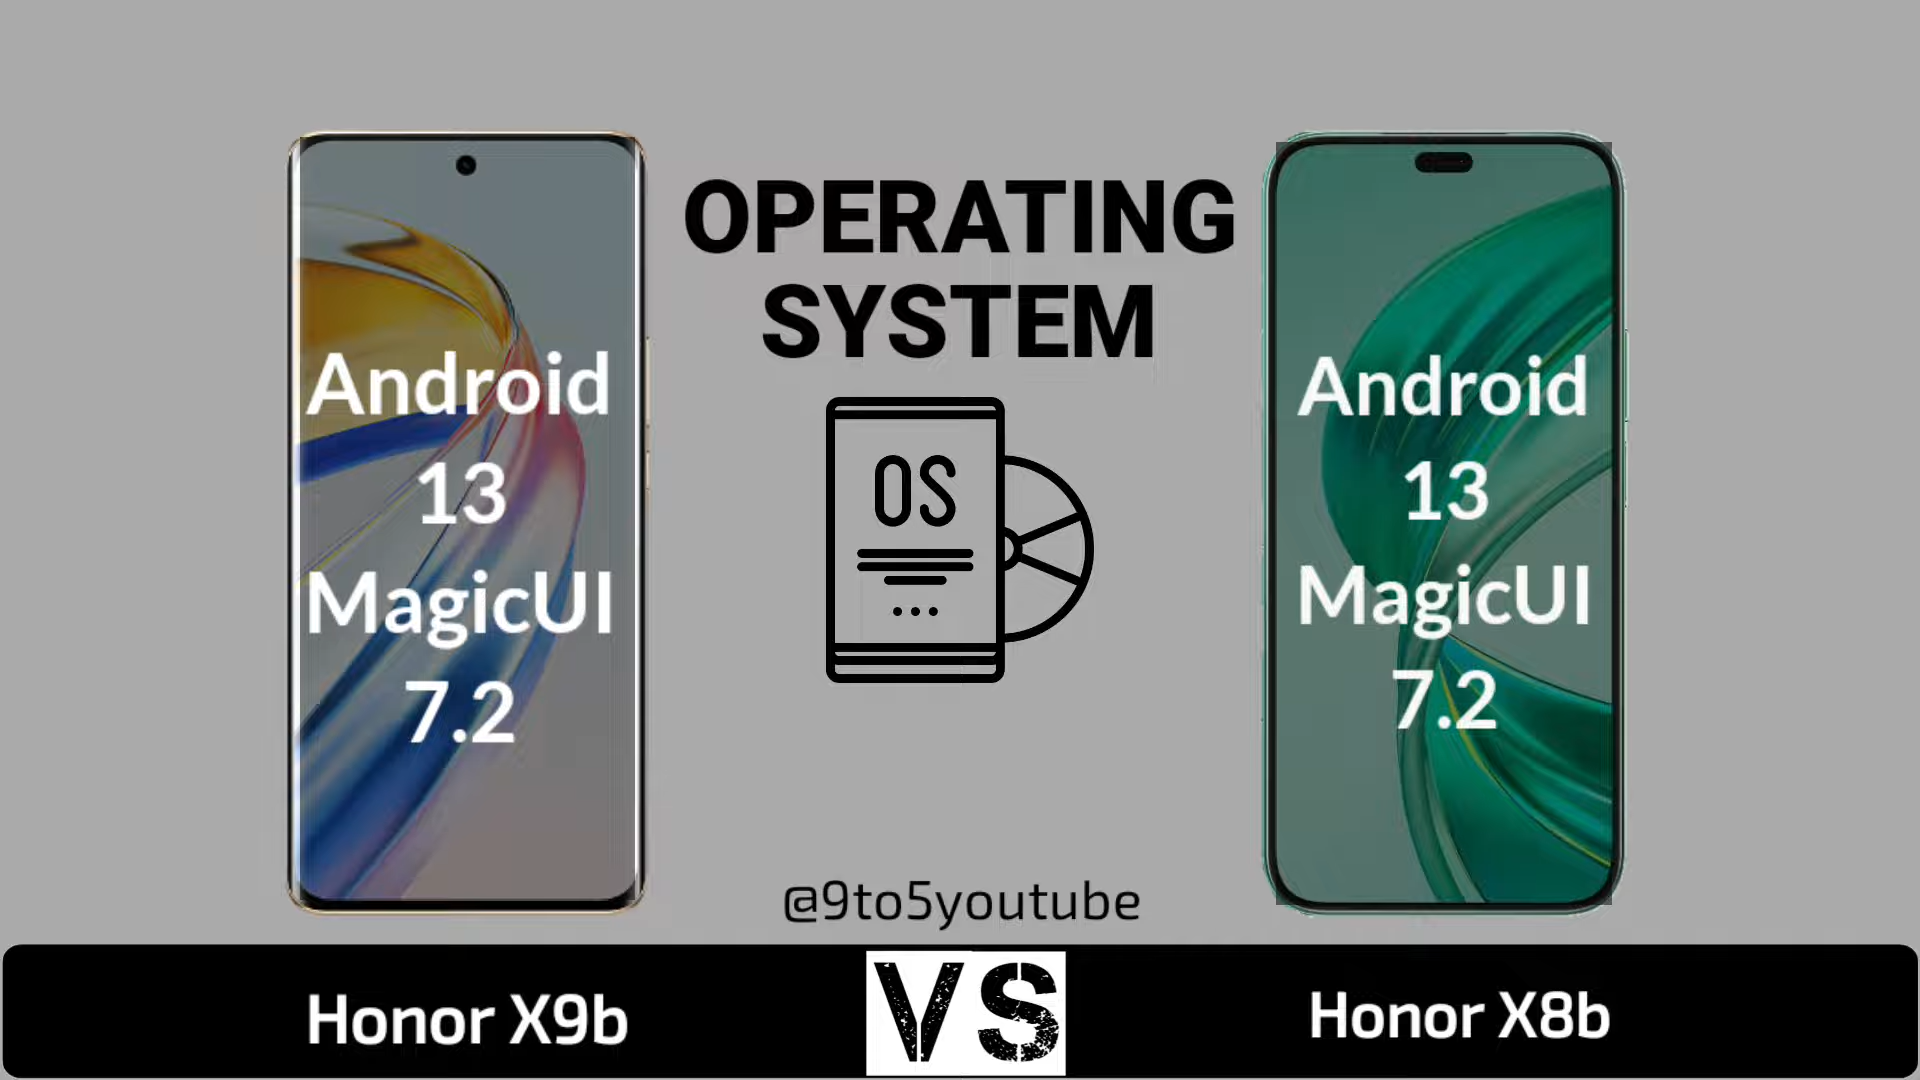 OPERATING
SYSTEM
Android
13
MagicUI
7.2
OS
Android
13
MagicUI
7.2
@9to5youtube
Honor X9b
VS
Honor X8b